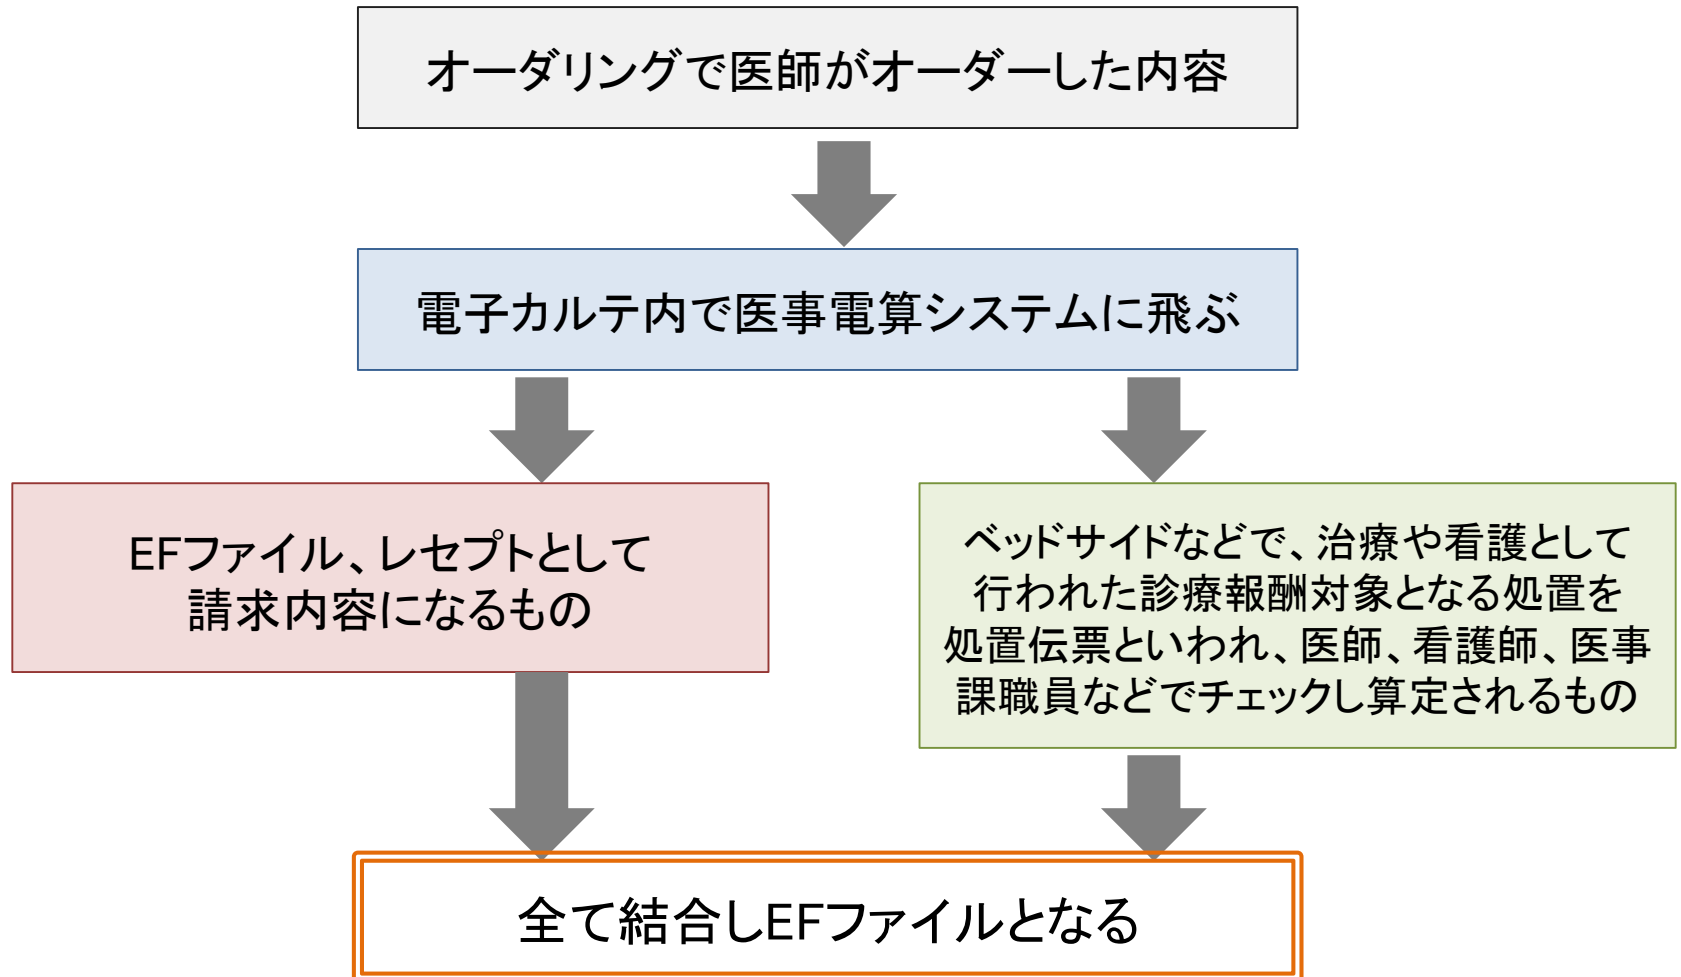 オーダリングで医師がオーダーした内容
電子カルテ内で医事電算システムに飛ぶ
EFファイル、レセプトとして
請求内容になるもの
ベッドサイドなどで、治療や看護として
行われた診療報酬対象となる処置を
処置伝票といわれ、医師、看護師、医事
課職員などでチェックし算定されるもの
全て結合しEFファイルとなる